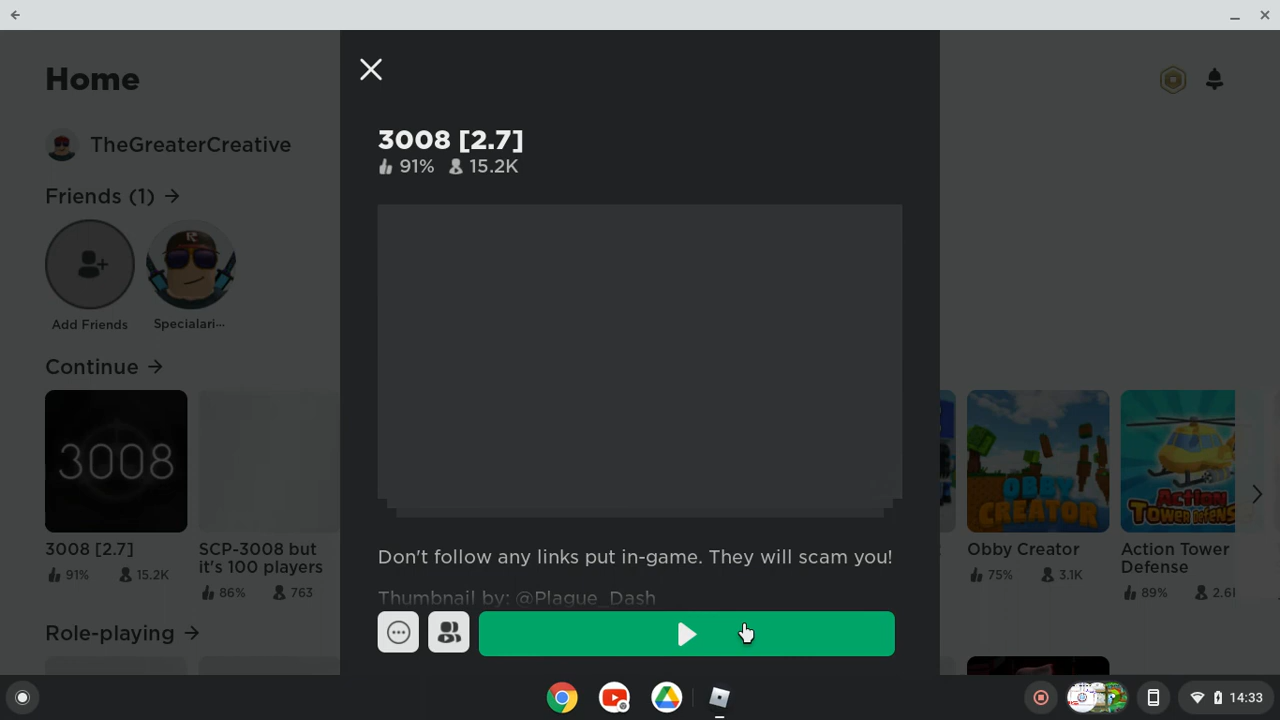 Home
TheGreaterCreative
Friends (1)
Add Friends
Speciallari...
Continue
3008
3008 [2.7]
91% 15.2K
SCP-3008 but
it's 100 players
86% 763
Role-playing
3008 [2.7]
91% 15.2K
Don't follow any links put in-game. They will scam you!
Thumbnail by: @Plague_Dash
OBBY
CREATOR
Obby Creator
75% 3.1K
ACTION
TOWER DEFENS
Action Tower
Defense
89%
14:33